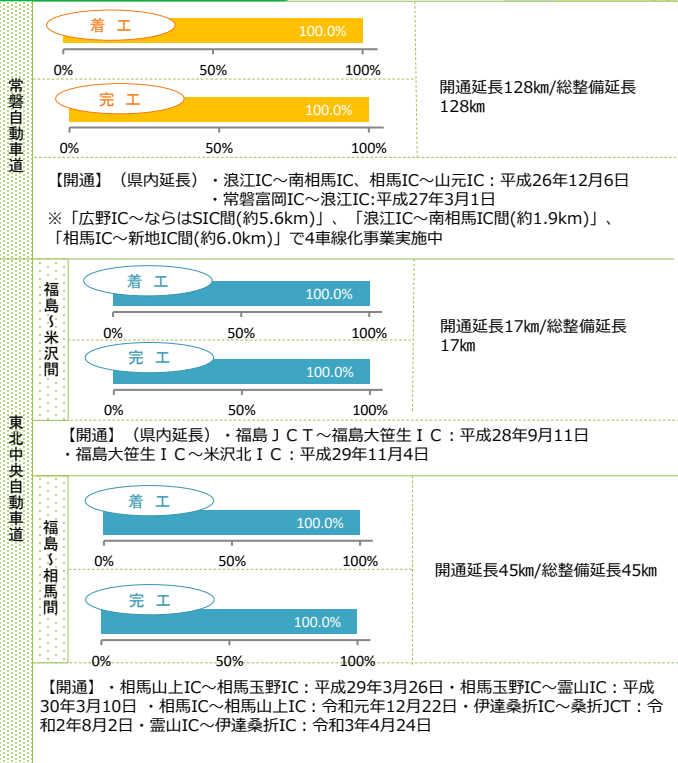 常磐自動車道
着 工
100.0%
0% 50% 100%
完 工
100.0%
0% 50% 100%
開通延長128㎞/総整備延長
128㎞
【開通】（県内延長）・浪江IC～南相馬IC、相馬IC～山元IC：平成26年12月6日
・常磐富岡IC～浪江IC:平成27年3月1日
※「広野IC～ならはSIC間(約5.6km)」、「浪江IC～南相馬IC間(約1.9km)」、
「相馬IC～新地IC間(約6.0km)」で4車線化事業実施中
東北中央自動車道
福島～米沢間
着 工
100.0%
0% 50% 100%
完 工
100.0%
0% 50% 100%
開通延長17㎞/総整備延長
17㎞
【開通】（県内延長）・福島ＪＣＴ～福島大笹生ＩＣ：平成28年9月11日
・福島大笹生ＩＣ～米沢北ＩＣ：平成29年11月4日
福島～相馬間
着 工
100.0%
0% 50% 100%
完 工
100.0%
0% 50% 100%
開通延長45㎞/総整備延長45㎞
【開通】・相馬山上IC～相馬玉野IC：平成29年3月26日・相馬玉野IC～霊山IC：平成
30年3月10日 ・相馬IC～相馬山上IC：令和元年12月22日・伊達桑折IC～桑折JCT：令
和2年8月2日・霊山IC～伊達桑折IC：令和3年4月24日